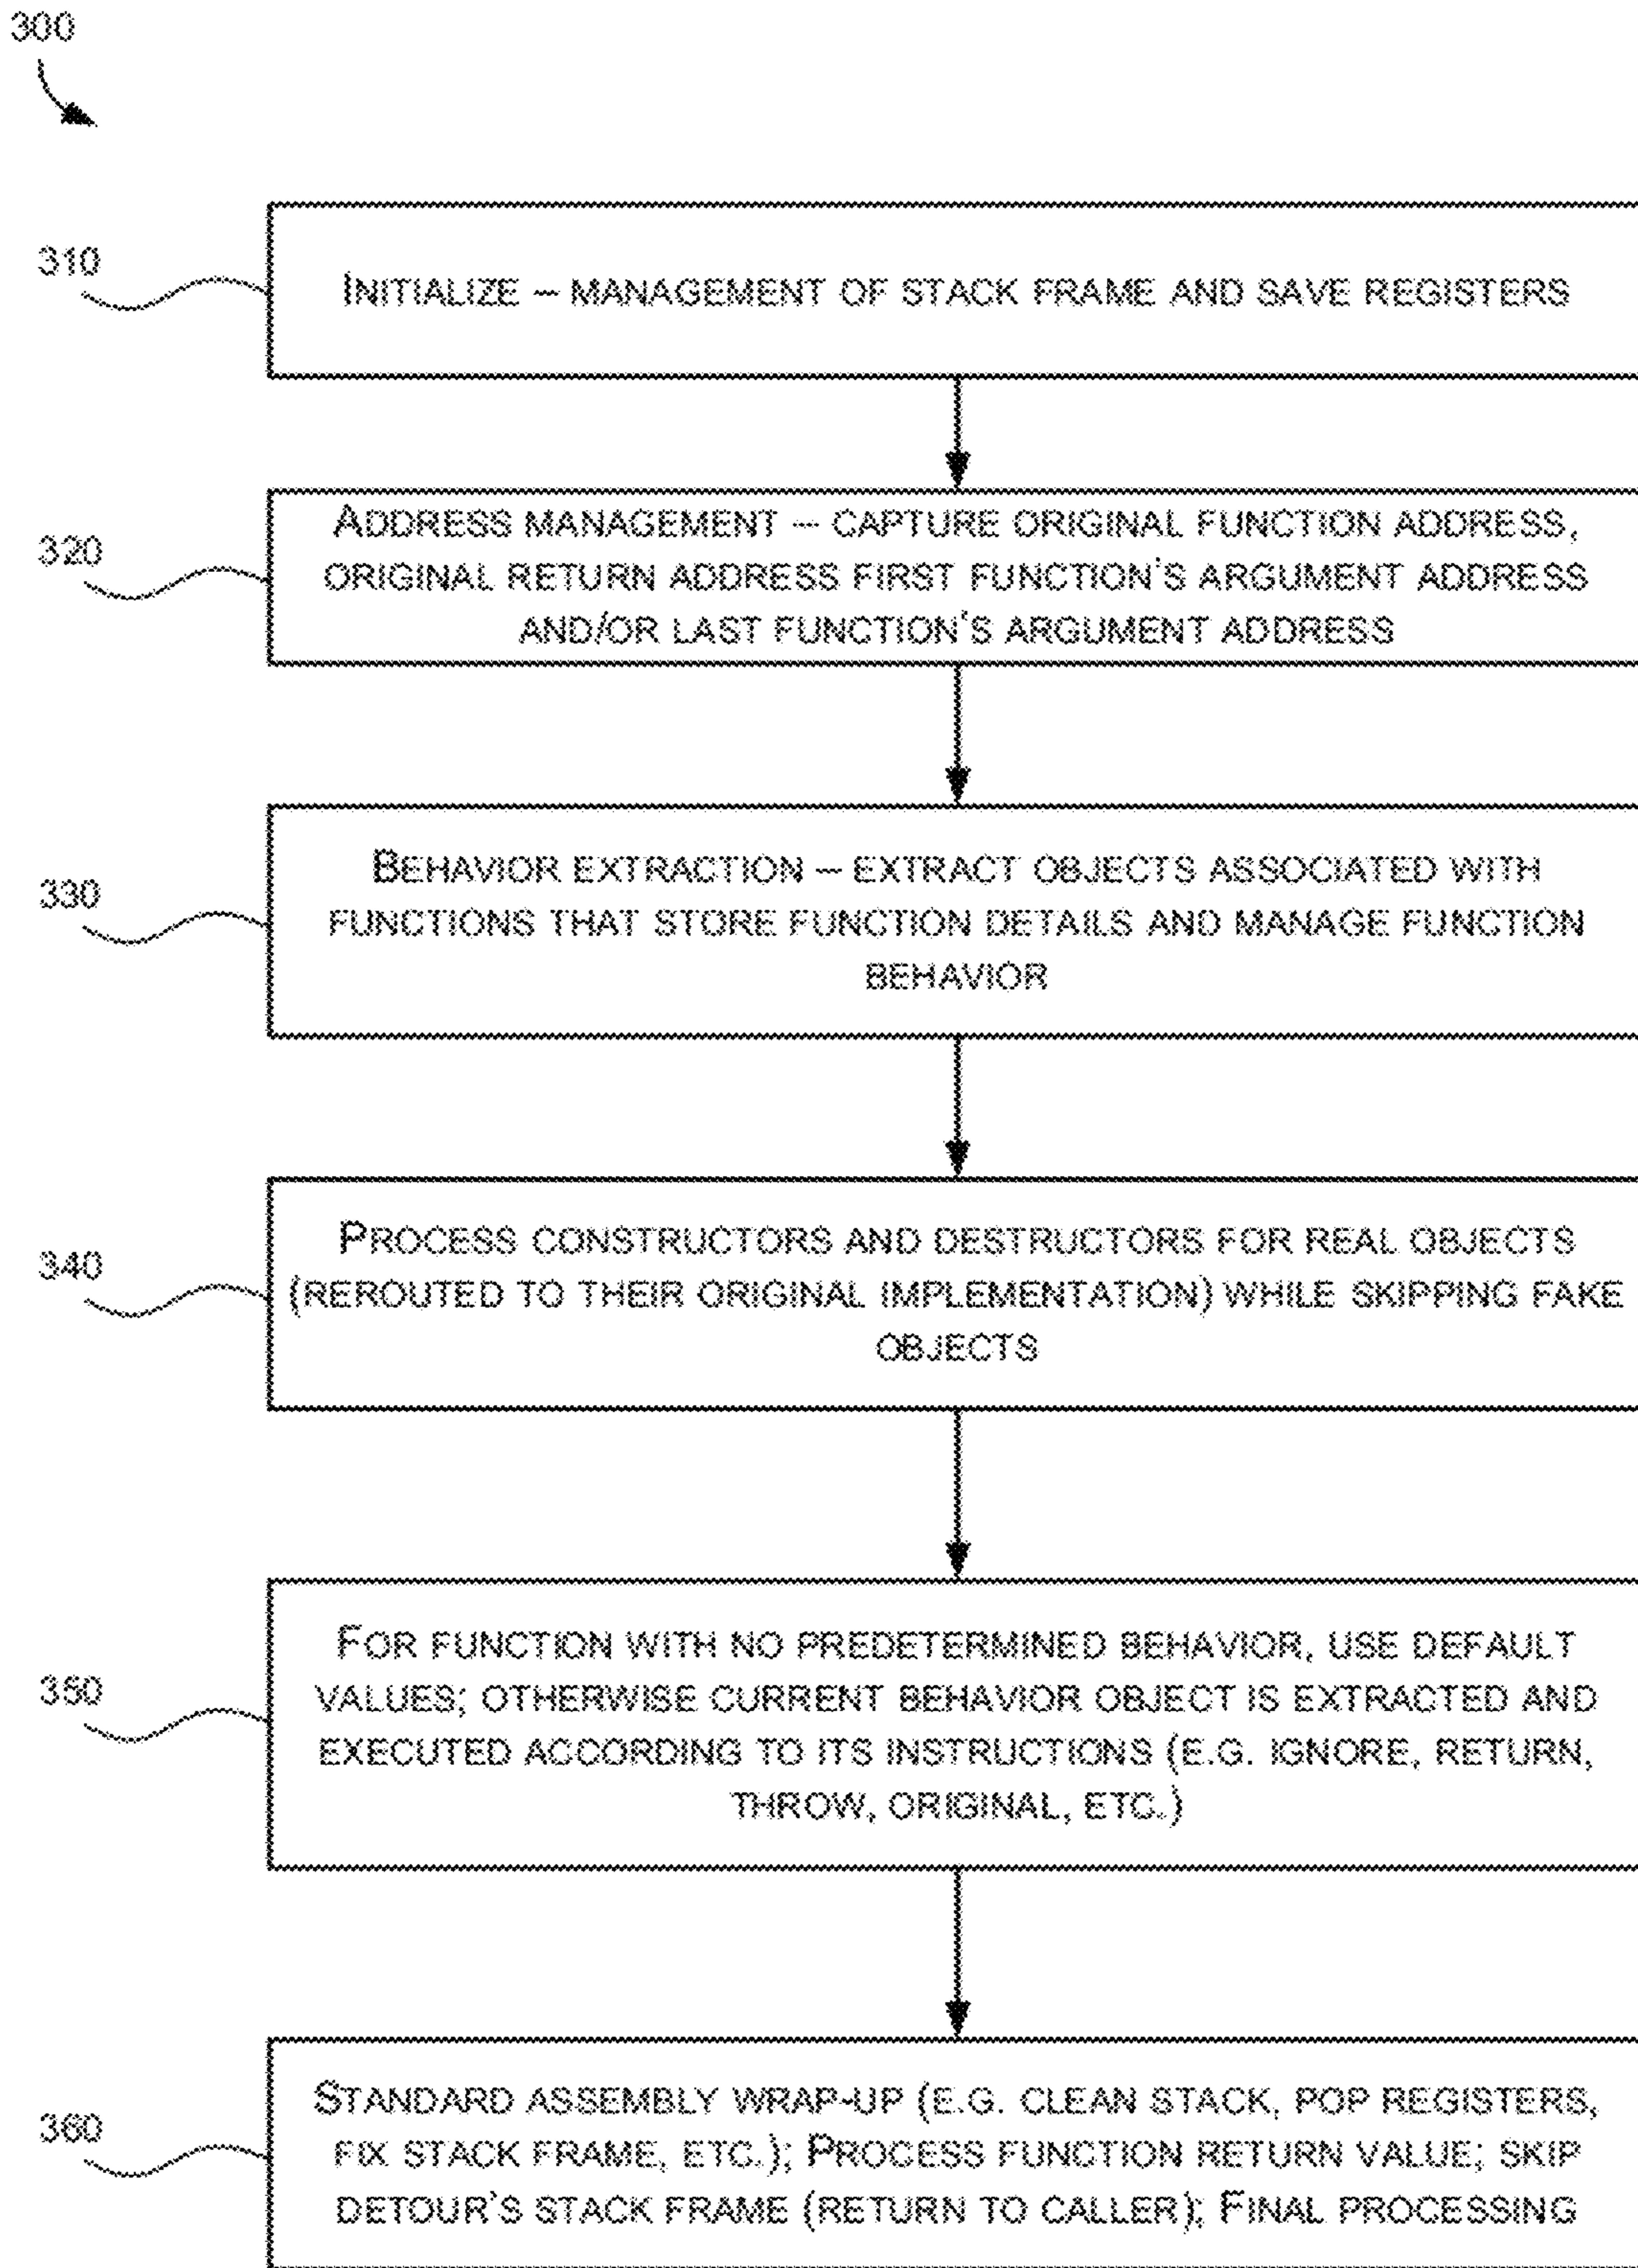 300
310
INITIALIZE – MANAGEMENT OF STACK FRAME AND SAVE REGISTERS
320
ADDRESS MANAGEMENT – CAPTURE ORIGINAL FUNCTION ADDRESS,
ORIGINAL RETURN ADDRESS FIRST FUNCTION'S ARGUMENT ADDRESS
AND/OR LAST FUNCTION'S ARGUMENT ADDRESS
330
BEHAVIOR EXTRACTION – EXTRACT OBJECTS ASSOCIATED WITH
FUNCTIONS THAT STORE FUNCTION DETAILS AND MANAGE FUNCTION
BEHAVIOR
340
PROCESS CONSTRUCTORS AND DESTRUCTORS FOR REAL OBJECTS
(REROUTED TO THEIR ORIGINAL IMPLEMENTATION) WHILE SKIPPING FAKE
OBJECTS
350
FOR FUNCTION WITH NO PREDETERMINED BEHAVIOR, USE DEFAULT
VALUES; OTHERWISE CURRENT BEHAVIOR OBJECT IS EXTRACTED AND
EXECUTED ACCORDING TO ITS INSTRUCTIONS (E.G. IGNORE, RETURN,
THROW, ORIGINAL, ETC.)
360
STANDARD ASSEMBLY WRAP-UP (E.G. CLEAN STACK, POP REGISTERS,
FIX STACK FRAME, ETC.); PROCESS FUNCTION RETURN VALUE; SKIP
DETOUR'S STACK FRAME (RETURN TO CALLER); FINAL PROCESSING